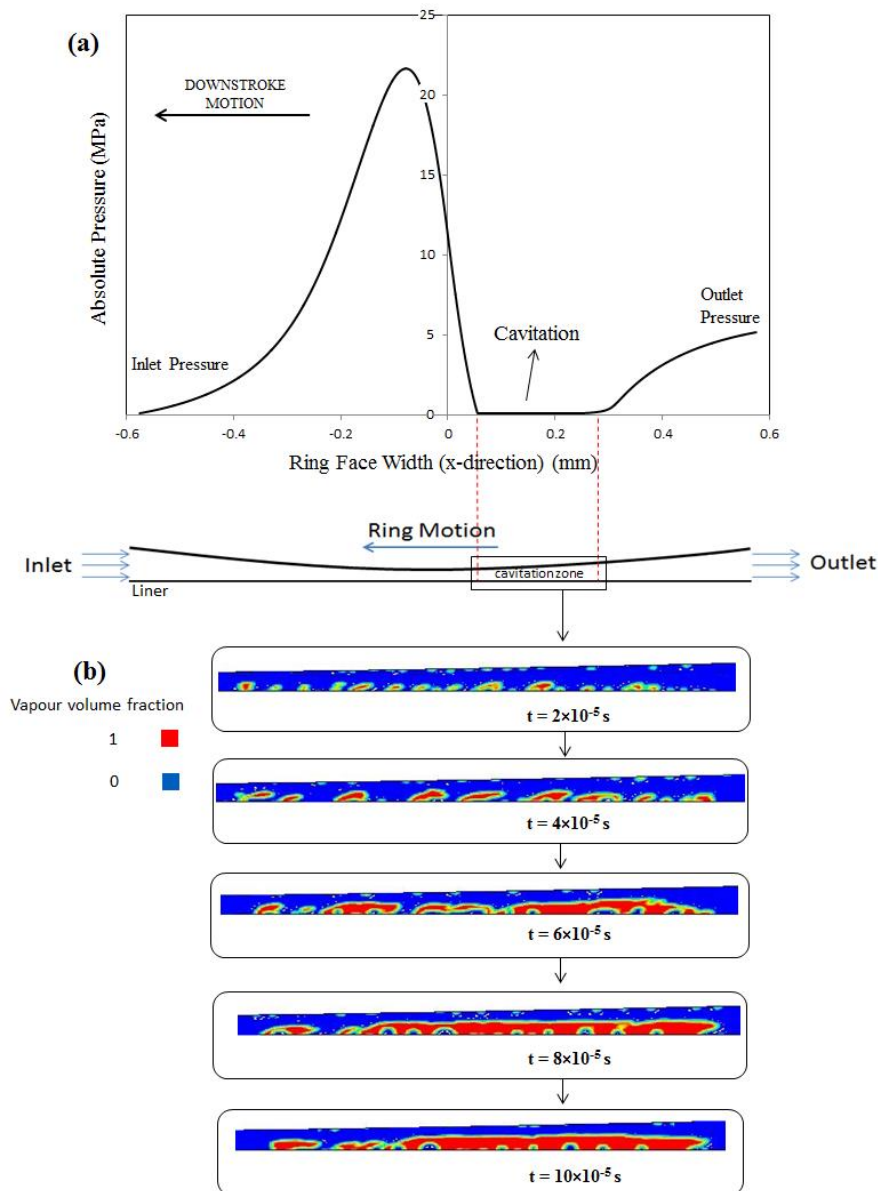 (a)
DOWNSTROKE
MOTION
Absolute Pressure (MPa)
25
20
15
10
5
0
Inlet Pressure
Cavitation
Outlet
Pressure
-0.6 -0.4 -0.2 0 0.2 0.4 0.6
Ring Face Width (x-direction) (mm)
Ring Motion
Inlet
Outlet
cavitation zone
Liner
(b)
Vapour volume fraction
1
0
t = 2×10⁻⁵ s
t = 4×10⁻⁵ s
t = 6×10⁻⁵ s
t = 8×10⁻⁵ s
t = 10×10⁻⁵ s